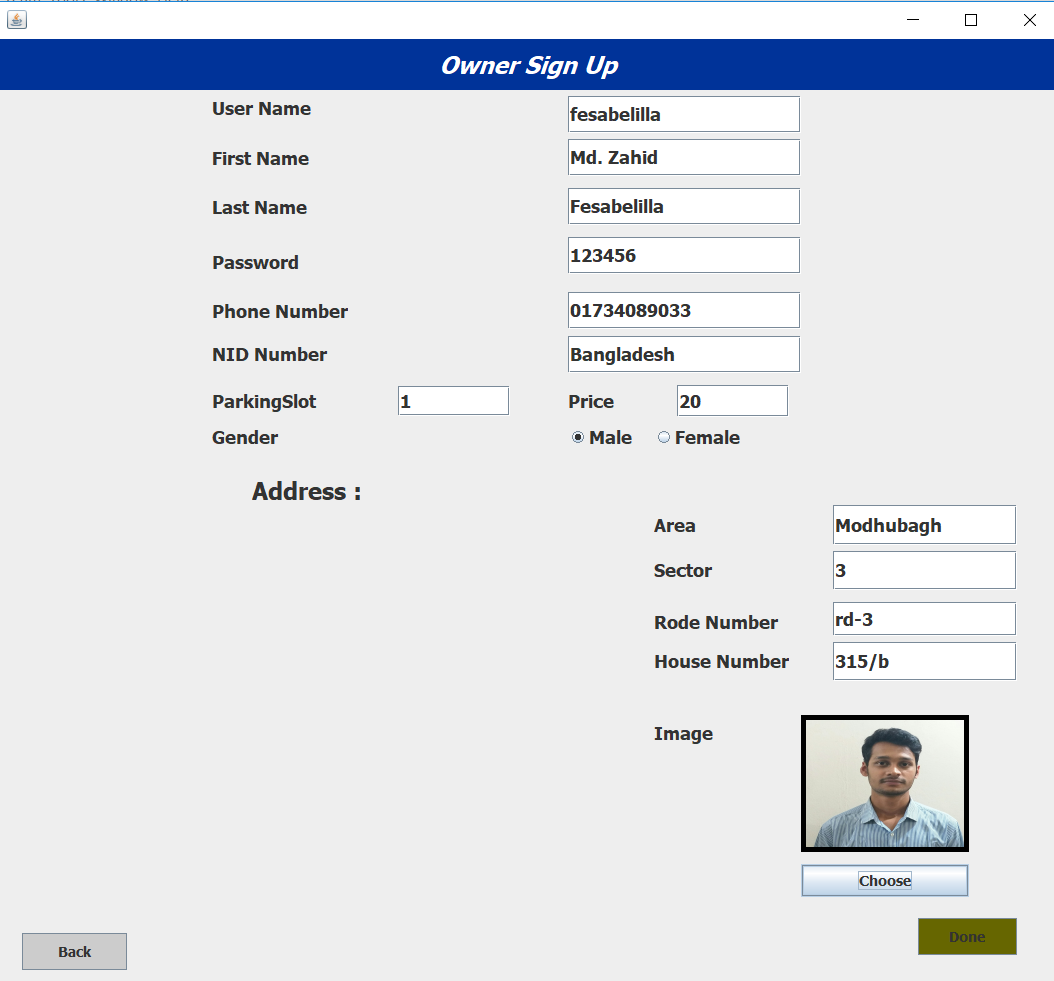 Owner Sign Up
User Name fesabelilla
First Name Md. Zahid
Last Name Fesabelilla
Password 123456
Phone Number 01734089033
NID Number Bangladesh
ParkingSlot 1 Price 20
Gender Male Female
Address :
Area Modhubagh
Sector 3
Rode Number rd-3
House Number 315/b
Image
Choose
Done
Back